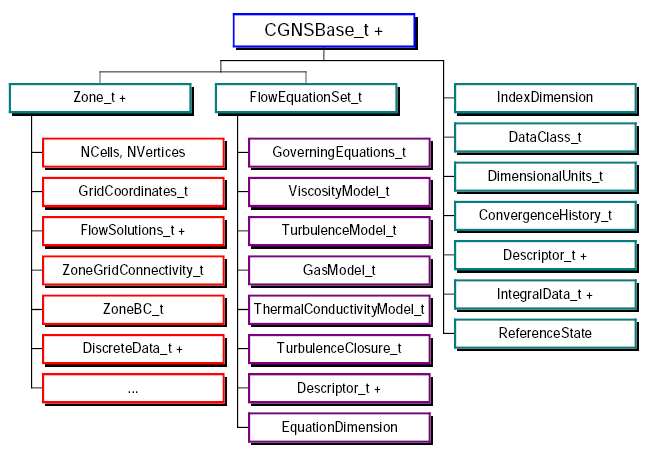 CGNSBase_t +
Zone_t +
NCells, NVertices
GridCoordinates_t
FlowSolutions_t +
ZoneGridConnectivity_t
ZoneBC_t
DiscreteData_t +
...
FlowEquationSet_t
GoverningEquations_t
ViscosityModel_t
TurbulenceModel_t
GasModel_t
ThermalConductivityModel_t
TurbulenceClosure_t
Descriptor_t +
EquationDimension
IndexDimension
DataClass_t
DimensionalUnits_t
ConvergenceHistory_t
Descriptor_t +
IntegralData_t +
ReferenceState